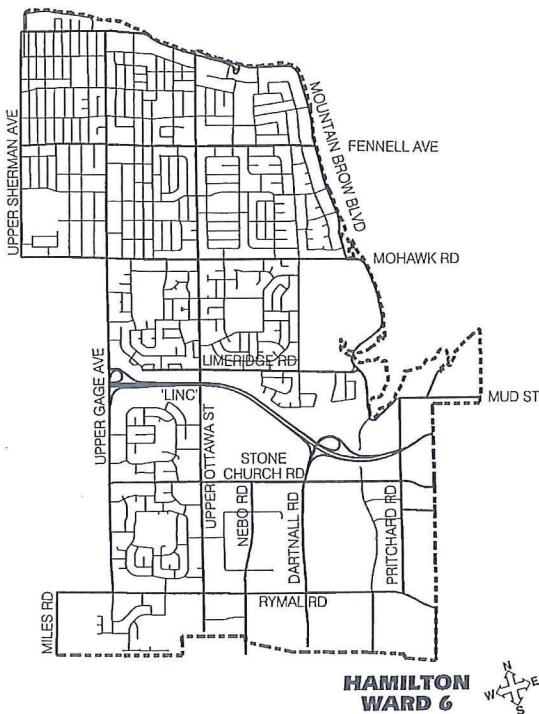 UPPER SHERMAN AVE
MOUNTAIN BROW BLVD
FENNELL AVE
MOHAWK RD
LIMERIDGE RD
UPPER GAGE AVE
'LINC'
MUD ST
UPPER OTTAWA ST
STONE
CHURCH RD
NEBO RD
DARTNALL RD
PRITCHARD RD
MILES RD
RYMAL RD
HAMILTON
WARD 6
N
W
E
S